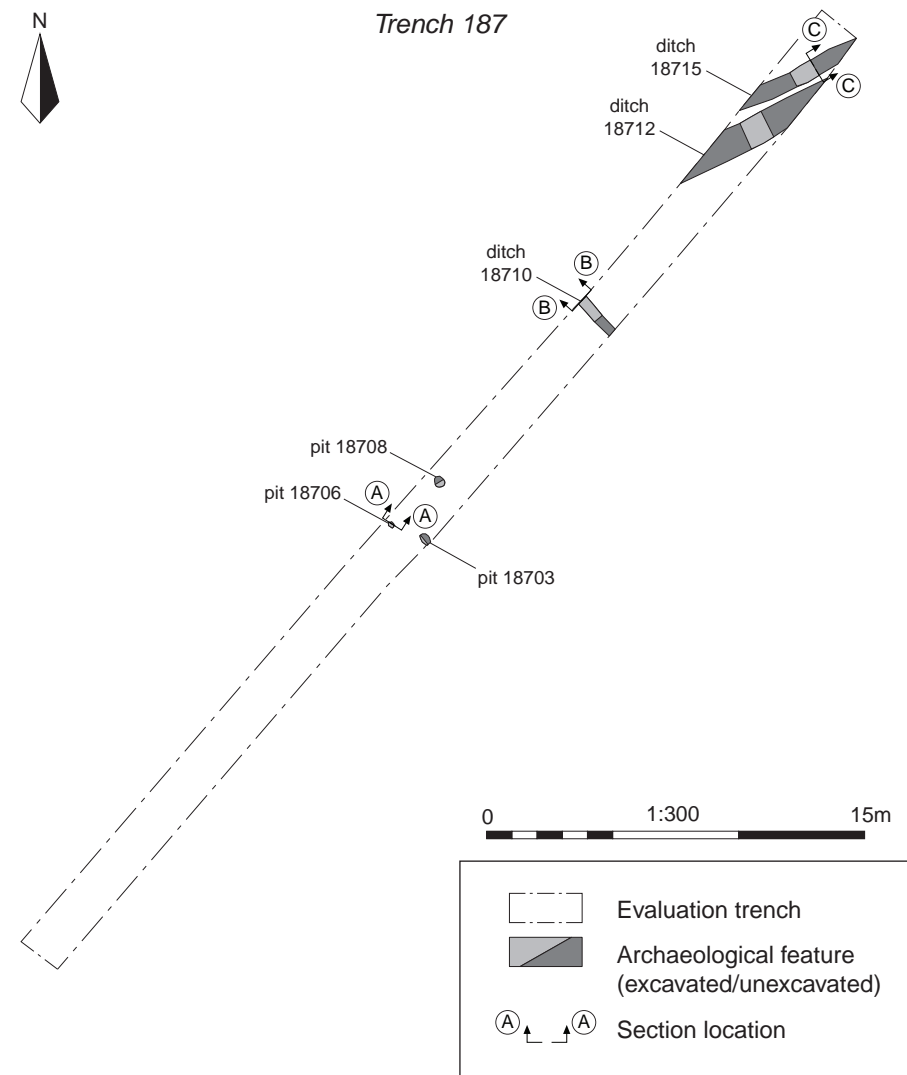 N
Trench 187
C
ditch
18715
C
ditch
18712
ditch
18710
B
B
pit 18708
pit 18706
A
A
pit 18703
0
1:300
15m
Evaluation trench
Archaeological feature
(excavated/unexcavated)
A
A
Section location